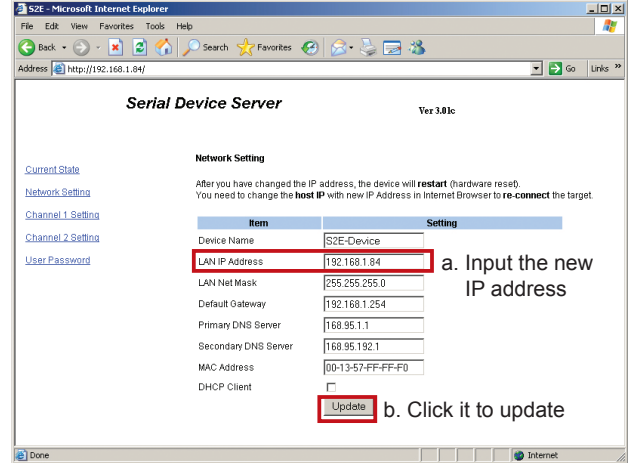 S2E - Microsoft Internet Explorer
File Edit View Favorites Tools Help
Back Search Favorites
Address http://192.168.1.84/ Go Links »
Serial Device Server
Ver 3.01c
Current State
Network Setting
Channel 1 Setting
Channel 2 Setting
User Password
Network Setting
After you have changed the IP address, the device will restart (hardware reset).
You need to change the host IP with new IP Address in Internet Browser to re-connect the target.
Item Setting
Device Name S2E-Device
LAN IP Address 192.168.1.84
LAN Net Mask 255.255.255.0
Default Gateway 192.168.1.254
Primary DNS Server 168.95.1.1
Secondary DNS Server 168.95.192.1
MAC Address 00-13-57-FF-FF-F0
DHCP Client
Update
a. Input the new
IP address
b. Click it to update
Done Internet